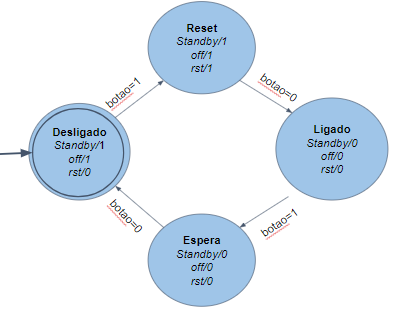 Reset
Standby/1
off/1
rst/1
botao=1
botao=0
Desligado
Standby/1
off/1
rst/0
Ligado
Standby/0
off/0
rst/0
botao=0
botao=1
Espera
Standby/0
off/0
rst/0